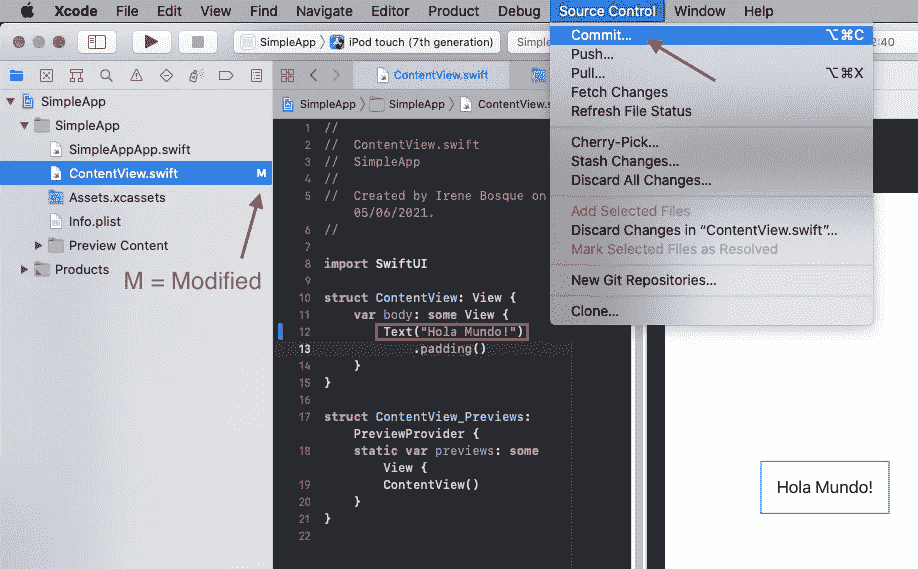 Xcode File Edit View Find Navigate Editor Product Debug Source Control Window Help
SimpleApp iPod touch (7th generation)
2:40
Commit... ⌥⌘C
Push...
Pull... ⌥⌘X
Fetch Changes
Refresh File Status
Cherry-Pick...
Stash Changes...
Discard All Changes...
Add Selected Files
Discard Changes in “ContentView.swift”...
Mark Selected Files as Resolved
New Git Repositories...
Clone...
SimpleApp
SimpleApp
SimpleAppApp.swift
ContentView.swift M
Assets.xcassets
Info.plist
Preview Content
Products
M = Modified
ContentView.swift
SimpleApp SimpleApp
1 //
2 // ContentView.swift
3 // SimpleApp
4 //
5 // Created by Irene Bosque on
05/06/2021.
6 //
7
8 import SwiftUI
9
10 struct ContentView: View {
11 var body: some View {
12 Text("Hola Mundo!")
13 .padding()
14 }
15 }
16
17 struct ContentView_Previews:
PreviewProvider {
18 static var previews: some
View {
19 ContentView()
20 }
21 }
22
Hola Mundo!